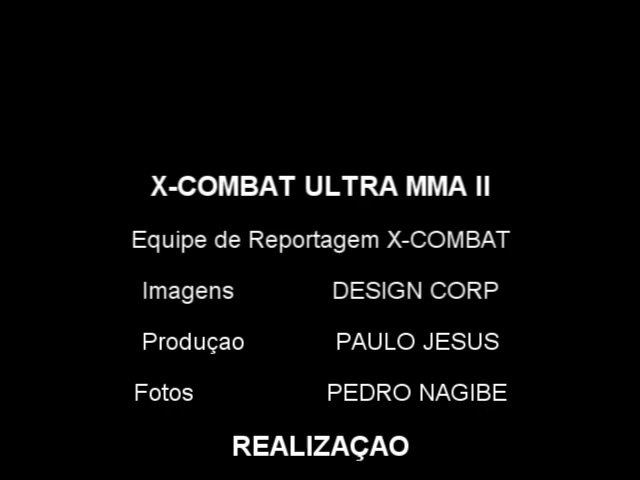 X-COMBAT ULTRA MMA II
Equipe de Reportagem X-COMBAT
Imagens DESIGN CORP
Produçao PAULO JESUS
Fotos PEDRO NAGIBE
REALIZAÇAO